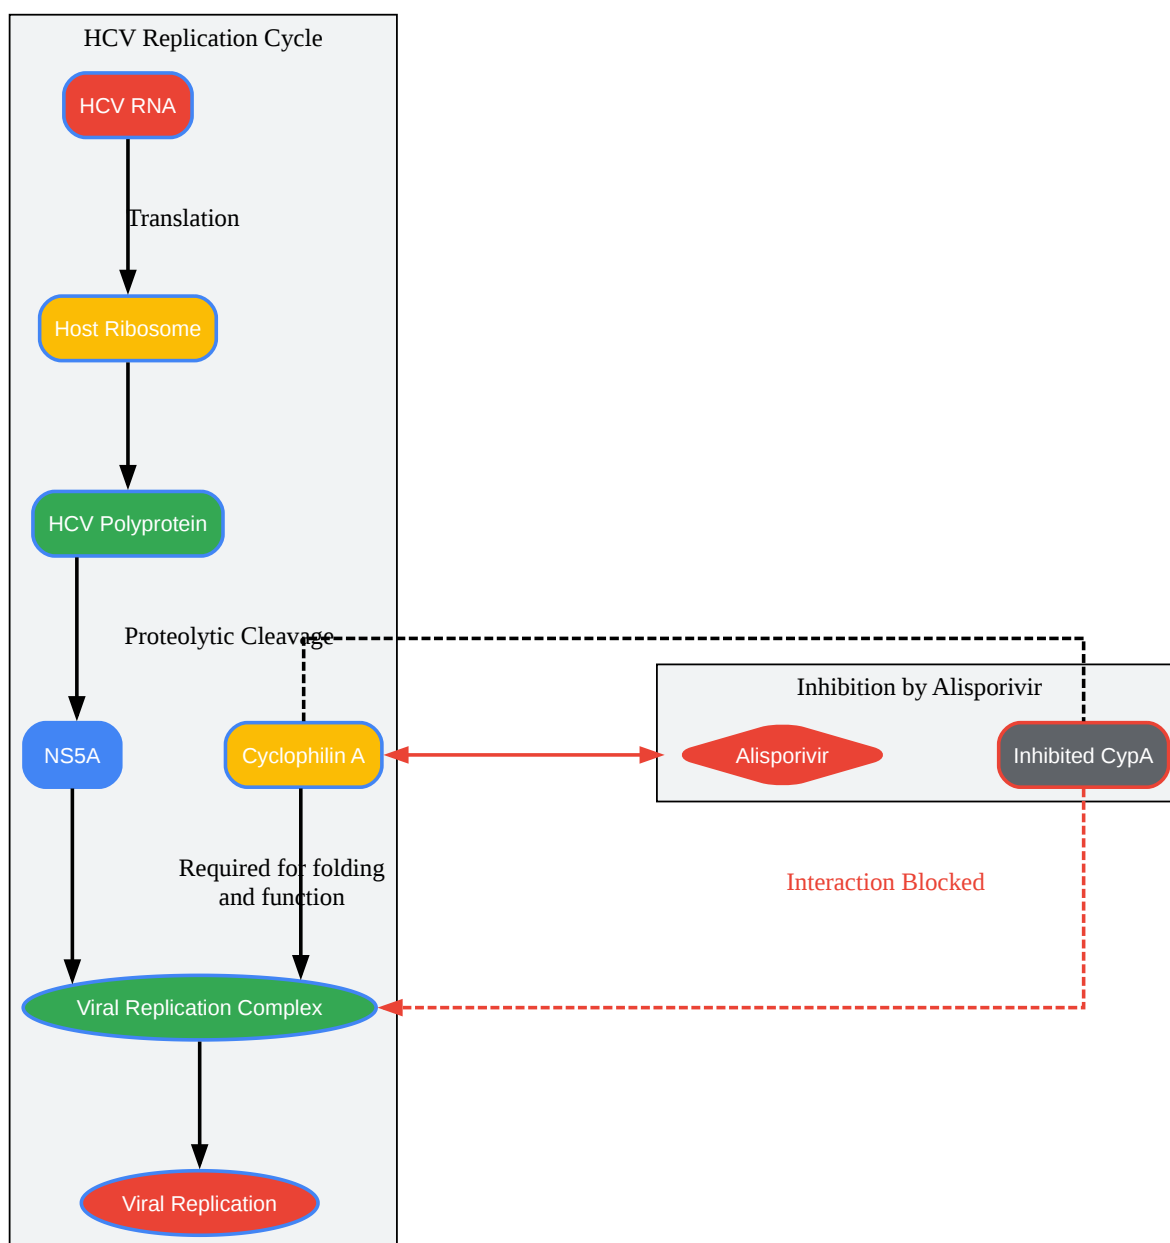 HCV Replication Cycle
HCV RNA
Translation
Host Ribosome
HCV Polyprotein
Proteolytic Cleavage
Inhibition by Alisporivir
NS5A
Cyclophilin A
Alisporivir
Inhibited CypA
Required for folding
and function
Interaction Blocked
Viral Replication Complex
Viral Replication